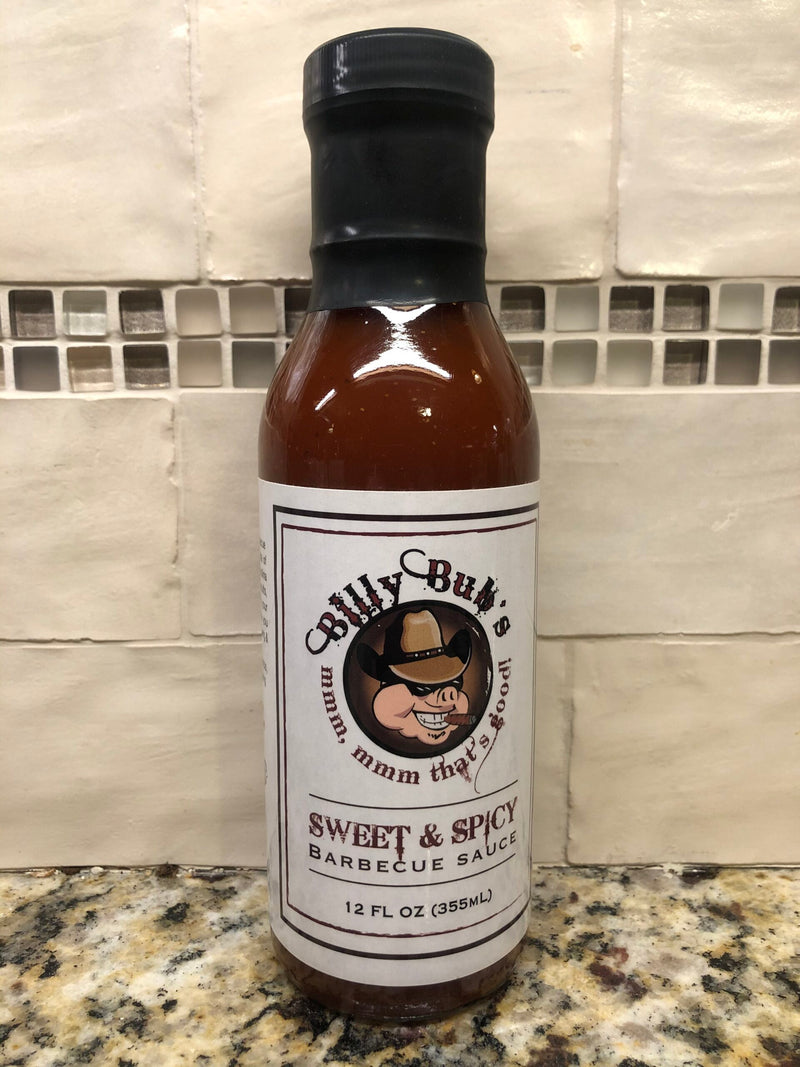 Billy Bub's
mmm, mmm that's good!
SWEET & SPICY
BARBECUE SAUCE
12 FL OZ (355ML)